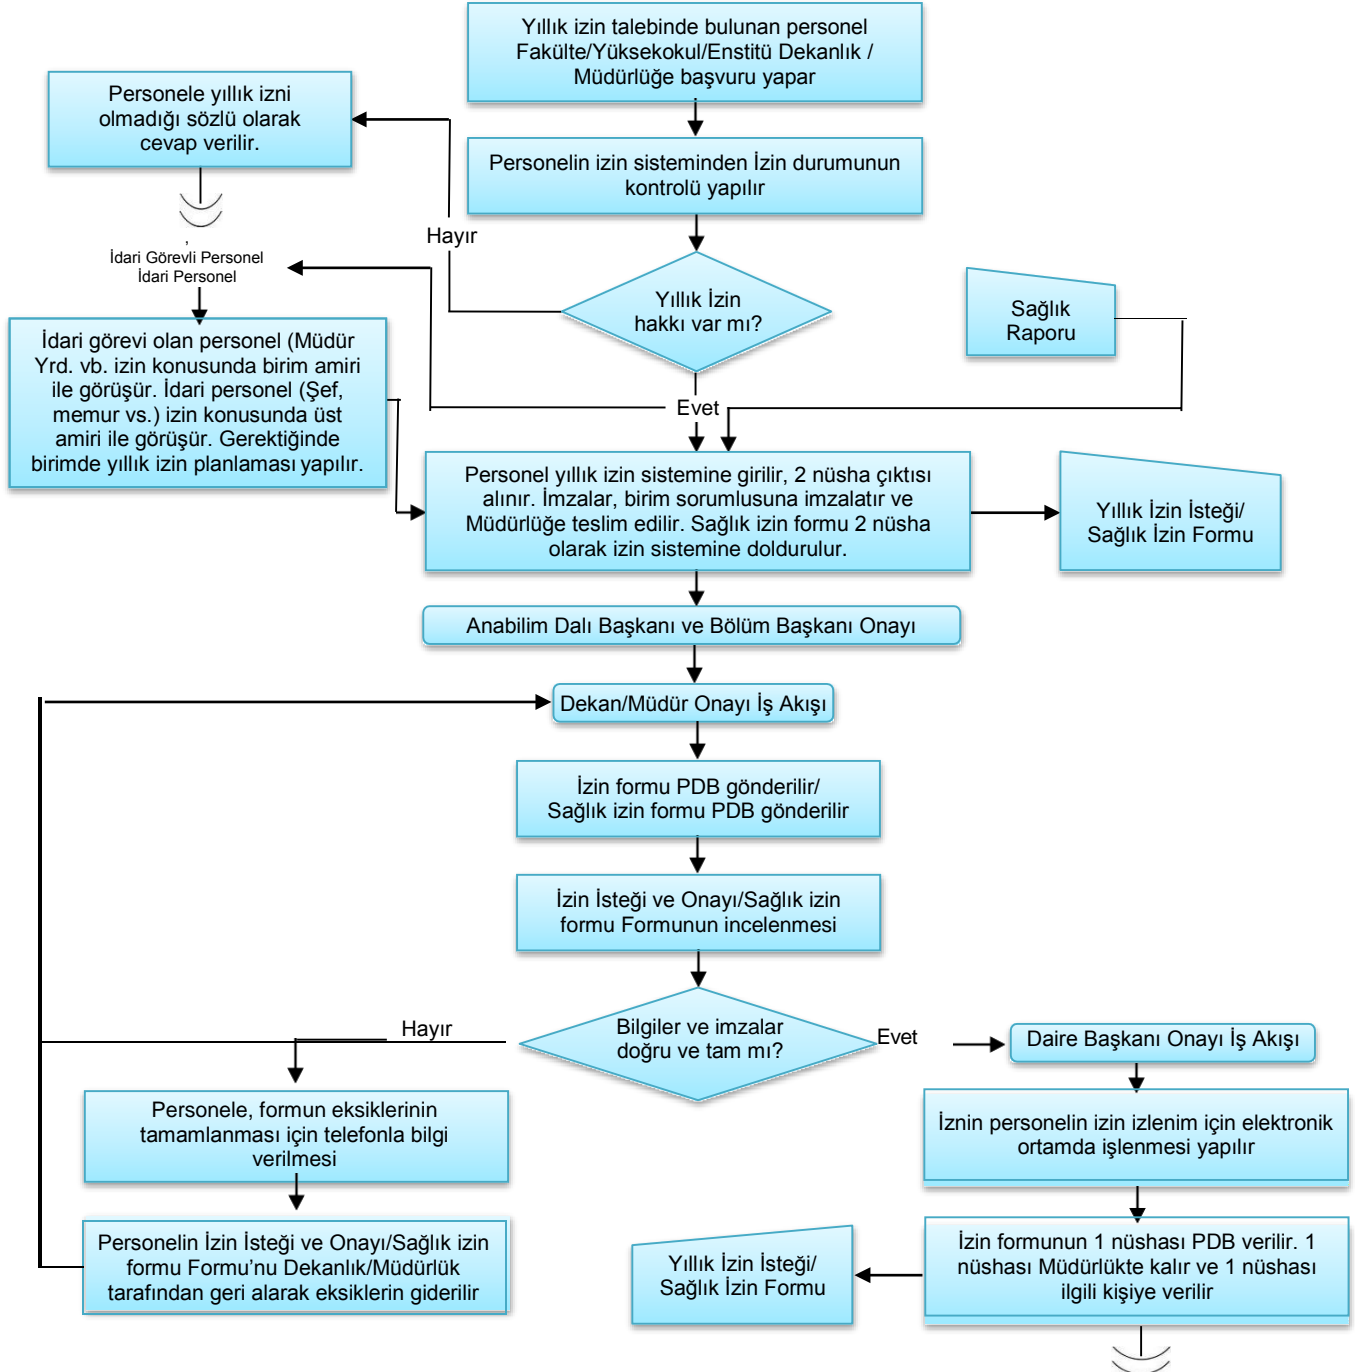 Yıllık izin talebinde bulunan personel
Fakülte/Yüksekokul/Enstitü Dekanlık /
Müdürlüğe başvuru yapar
Personele yıllık izni
olmadığı sözlü olarak
cevap verilir.
Personelin izin sisteminden İzin durumunun
kontrolü yapılır
Hayır
,
İdari Görevli Personel
İdari Personel
Yıllık İzin
hakkı var mı?
Sağlık
Raporu
İdari görevi olan personel (Müdür
Yrd. vb. izin konusunda birim amiri
ile görüşür. İdari personel (Şef,
memur vs.) izin konusunda üst
amiri ile görüşür. Gerektiğinde
birimde yıllık izin planlaması yapılır.
Evet
Personel yıllık izin sistemine girilir, 2 nüsha çıktısı
alınır. İmzalar, birim sorumlusuna imzalatır ve
Müdürlüğe teslim edilir. Sağlık izin formu 2 nüsha
olarak izin sistemine doldurulur.
Yıllık İzin İsteği/
Sağlık İzin Formu
Anabilim Dalı Başkanı ve Bölüm Başkanı Onayı
Dekan/Müdür Onayı İş Akışı
İzin formu PDB gönderilir/
Sağlık izin formu PDB gönderilir
İzin İsteği ve Onayı/Sağlık izin
formu Formunun incelenmesi
Hayır
Bilgiler ve imzalar
doğru ve tam mı?
Evet
Daire Başkanı Onayı İş Akışı
Personele, formun eksiklerinin
tamamlanması için telefonla bilgi
verilmesi
İznin personelin izin izlenim için elektronik
ortamda işlenmesi yapılır
Personelin İzin İsteği ve Onayı/Sağlık izin
formu Formu’nu Dekanlık/Müdürlük
tarafından geri alarak eksiklerin giderilir
Yıllık İzin İsteği/
Sağlık İzin Formu
İzin formunun 1 nüshası PDB verilir. 1
nüshası Müdürlükte kalır ve 1 nüshası
ilgili kişiye verilir